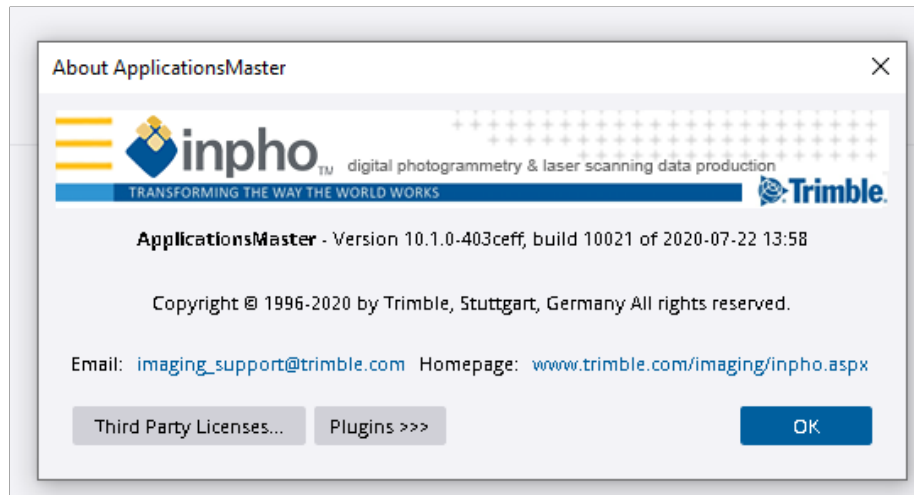 About ApplicationsMaster
inpho TM digital photogrammetry & laser scanning data production
TRANSFORMING THE WAY THE WORLD WORKS
Trimble.
ApplicationsMaster - Version 10.1.0-403ceff, build 10021 of 2020-07-22 13:58
Copyright © 1996-2020 by Trimble, Stuttgart, Germany All rights reserved.
Email: imaging_support@trimble.com Homepage: www.trimble.com/imaging/inpho.aspx
Third Party Licenses... Plugins >>> OK